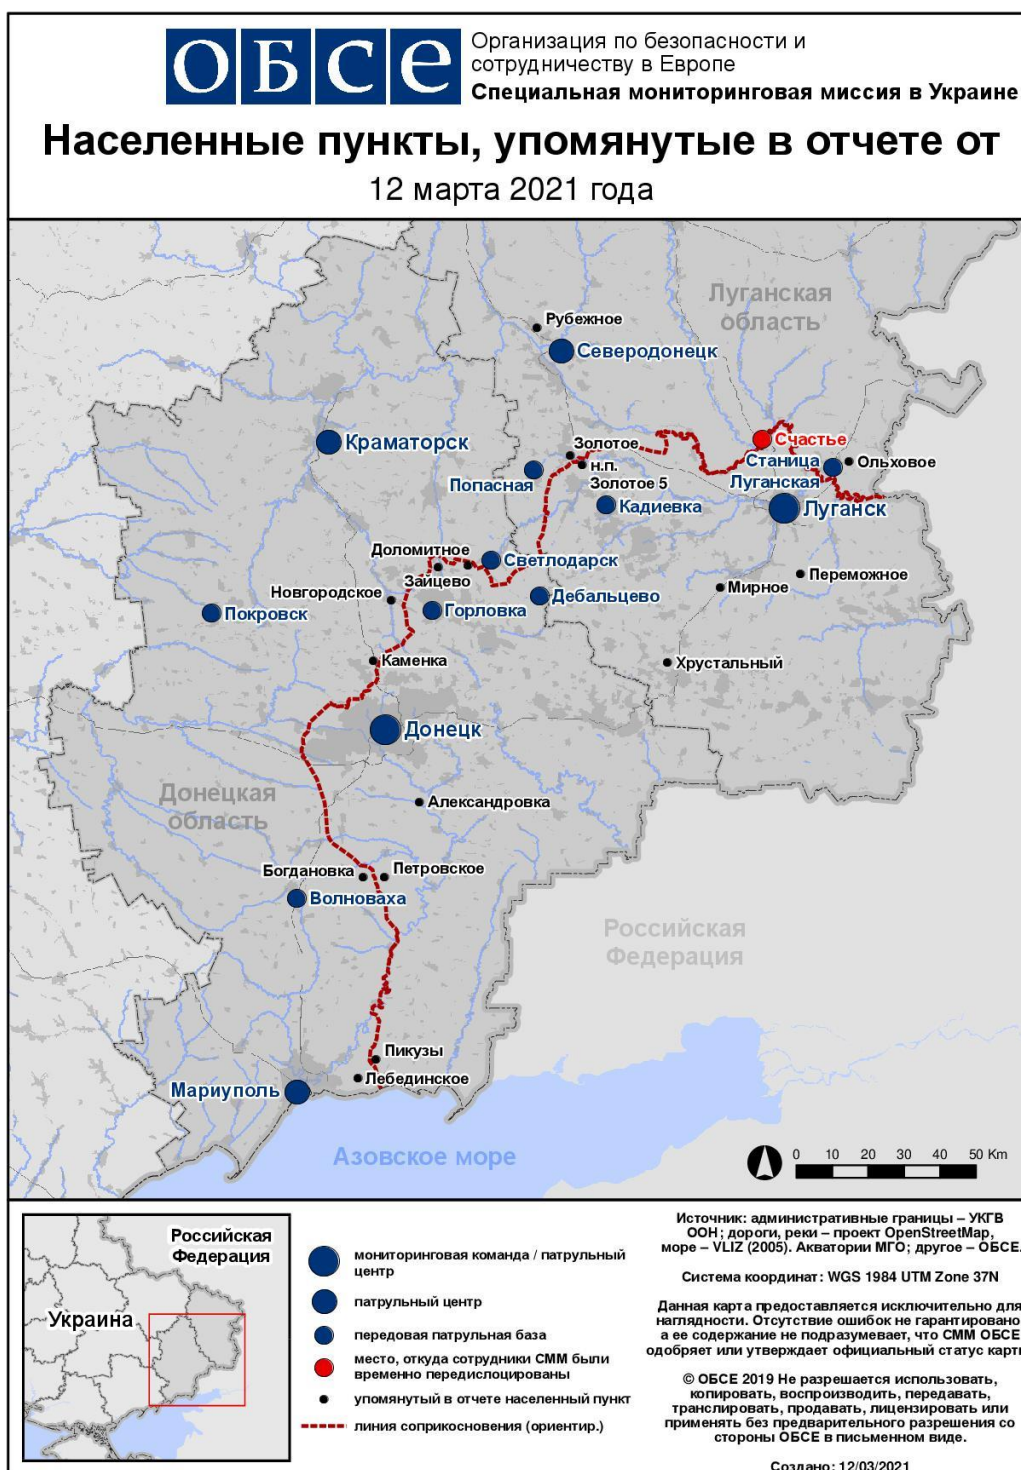 ОБСЕ
Организация по безопасности и
сотрудничеству в Европе
Специальная мониторинговая миссия в Украине
Населенные пункты, упомянутые в отчете от
12 марта 2021 года
Луганская
область
Рубежное
Северодонецк
Краматорск
Счастье
Золотое
Станица
Луганская
Ольховое
н.п.
Золотое 5
Попасная
Кадиевка
Луганск
Доломитное
Светлодарск
Зайцево
Переможное
Мирное
Новгородское
Дебальцево
Горловка
Покровск
Каменка
Хрустальный
Донецк
Донецкая
область
Александровка
Богдановка
Петровское
Волноваха
Российская
Федерация
Пикузы
Лебединское
Мариуполь
Азовское море
0 10 20 30 40 50 Km
Российская
Федерация
Украина
мониторинговая команда / патрульный
центр
патрульный центр
передовая патрульная база
место, откуда сотрудники СММ были
временно передислоцированы
упомянутый в отчете населенный пункт
линия соприкосновения (ориентир.)
Источник: административные границы – УКГВ
ООН; дороги, реки – проект OpenStreetMap,
море – VLIZ (2005). Акватории МГО; другое – ОБСЕ.
Система координат: WGS 1984 UTM Zone 37N
Данная карта предоставляется исключительно для
наглядности. Отсутствие ошибок не гарантировано,
а ее содержание не подразумевает, что СММ ОБСЕ
одобряет или утверждает официальный статус карт
© ОБСЕ 2019 Не разрешается использовать,
копировать, воспроизводить, передавать,
транслировать, продавать, лицензировать или
применять без предварительного разрешения со
стороны ОБСЕ в письменном виде.
Создано: 12/03/2021